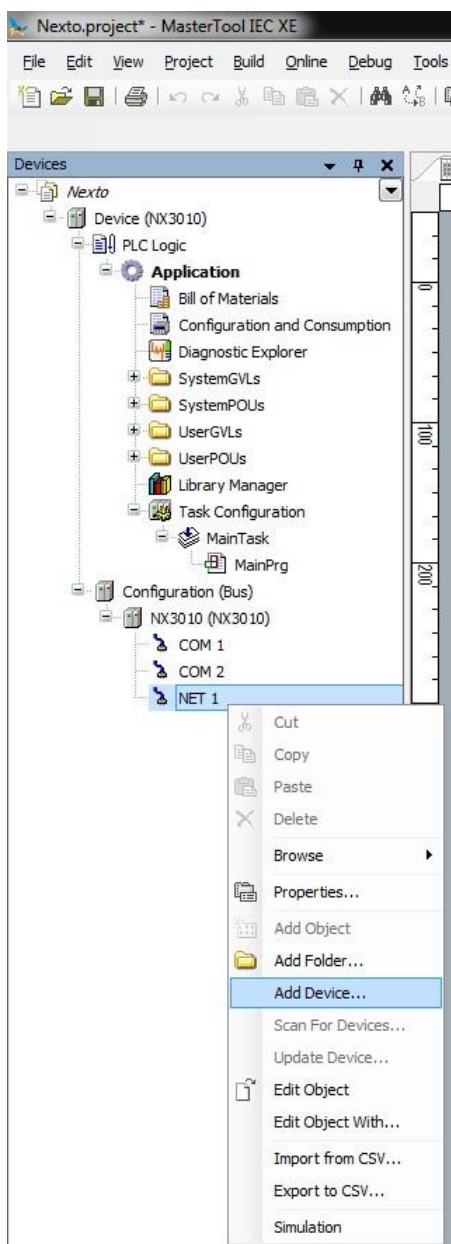 Nexto.project* - MasterTool IEC XE
File Edit View Project Build Online Debug Tools
Devices
Nexto
Device (NX3010)
PLC Logic
Application
Bill of Materials
Configuration and Consumption
Diagnostic Explorer
SystemGVLs
SystemPOUs
UserGVLs
UserPOUs
Library Manager
Task Configuration
MainTask
MainPrg
Configuration (Bus)
NX3010 (NX3010)
COM 1
COM 2
NET 1
0
100
200
Cut
Copy
Paste
Delete
Browse
Properties...
Add Object
Add Folder...
Add Device...
Scan For Devices...
Update Device...
Edit Object
Edit Object With...
Import from CSV...
Export to CSV...
Simulation